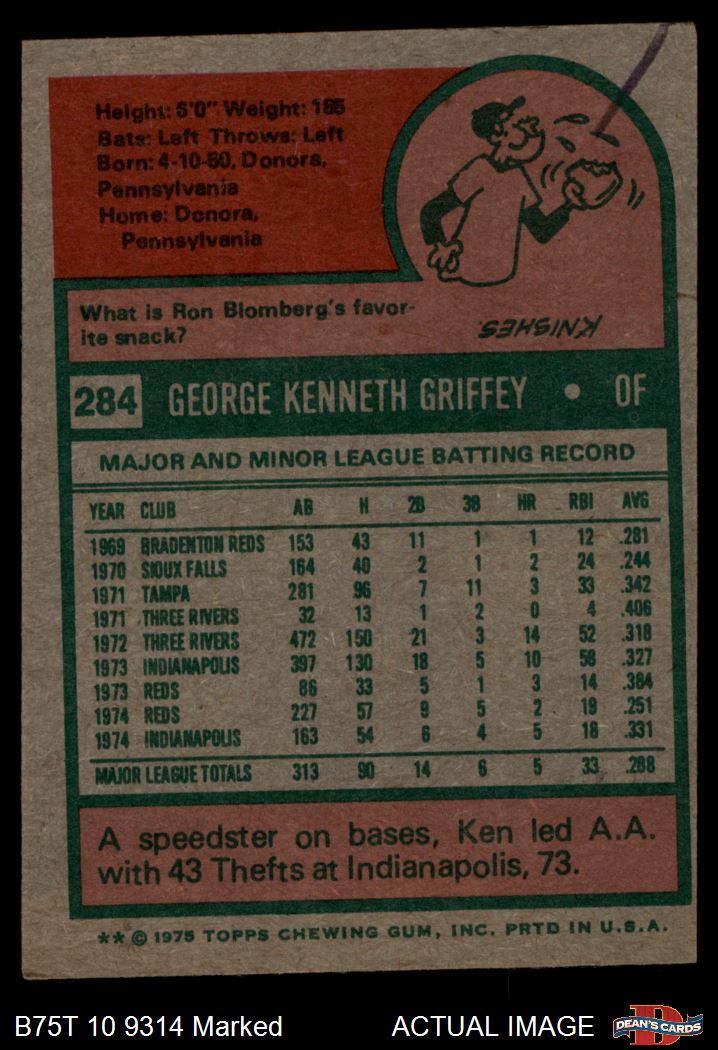 Height: 6'0" Weight: 185
Bats: Left Throws: Left
Born: 4-10-50, Donora,
Pennsylvania
Home: Donora,
Pennsylvania
What is Ron Blomberg's favor-
ite snack?
KNISHES.
284 GEORGE KENNETH GRIFFEY • OF
MAJOR AND MINOR LEAGUE BATTING RECORD
YEAR CLUB AB H 2B 3B HR RBI AVG
1969 BRADENTON REDS 153 43 11 1 1 12 .281
1970 SIOUX FALLS 164 40 2 1 2 24 .244
1971 TAMPA 281 96 7 11 3 33 .342
1971 THREE RIVERS 32 13 1 2 0 4 .406
1972 THREE RIVERS 472 150 21 3 14 52 .318
1973 INDIANAPOLIS 397 130 18 5 10 58 .327
1973 REDS 86 33 5 1 3 14 .384
1974 REDS 227 57 9 5 2 19 .251
1974 INDIANAPOLIS 163 54 6 4 5 18 .331
MAJOR LEAGUE TOTALS 313 90 14 6 5 33 .288
A speedster on bases, Ken led A.A.
with 43 Thefts at Indianapolis, 73.
** © 1975 TOPPS CHEWING GUM, INC. PRTD IN U.S.A.
B75T 10 9314 Marked ACTUAL IMAGE D DEAN'S CARDS